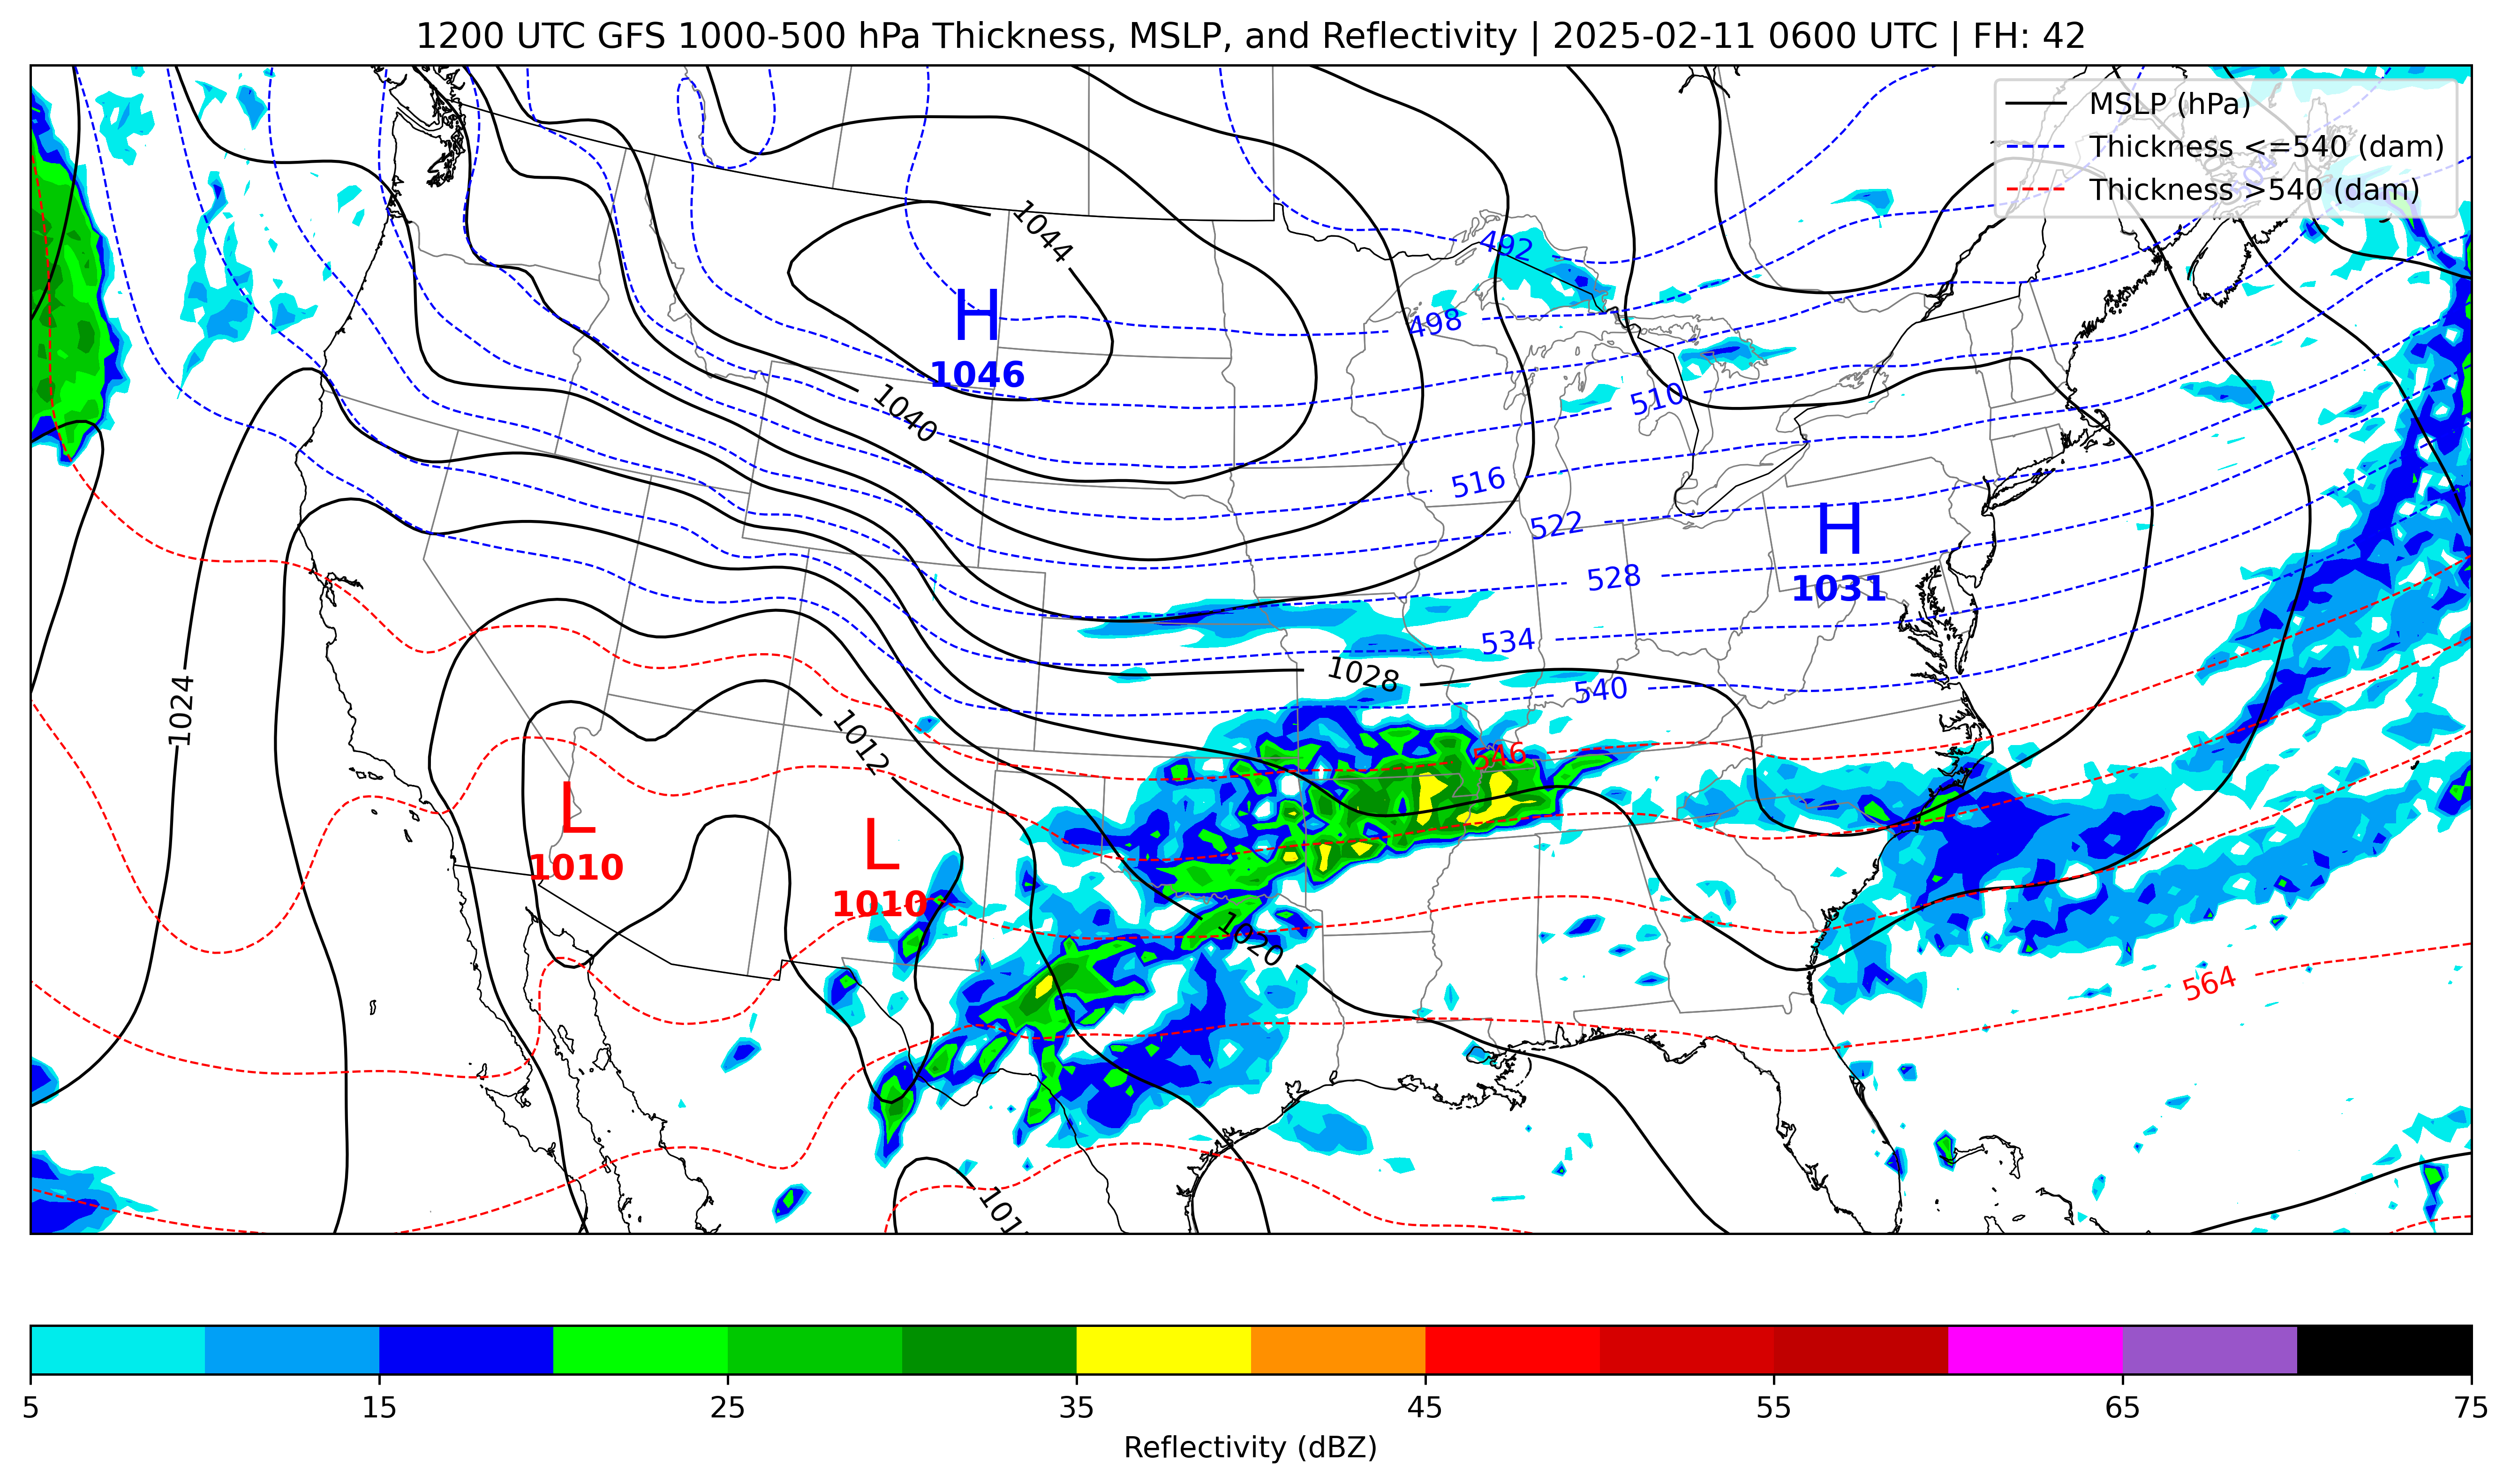 1200 UTC GFS 1000-500 hPa Thickness, MSLP, and Reflectivity | 2025-02-11 0600 UTC | FH: 42
MSLP (hPa)
Thickness <=540 (dam)
Thickness >540 (dam)
1044
492
H
1046
498
1040
510
516
522
H
1031
528
534
1028
540
1024
1012
546
L
1010
L
1010
1020
564
5 15 25 35 45 55 65 75
Reflectivity (dBZ)